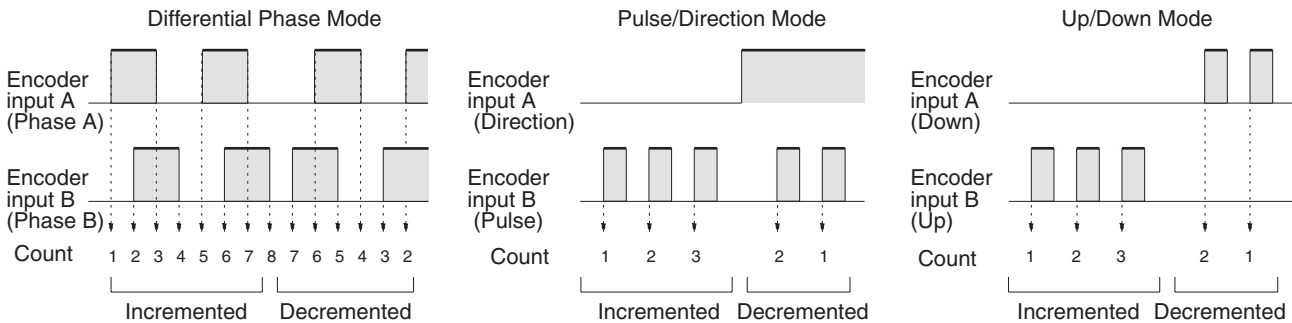 Differential Phase Mode
Encoder
input A
(Phase A)
Encoder
input B
(Phase B)
Count 1 2 3 4 5 6 7 8 7 6 5 4 3 2
Incremented Decremented
Pulse/Direction Mode
Encoder
input A
(Direction)
Encoder
input B
(Pulse)
Count 1 2 3 2 1
Incremented Decremented
Up/Down Mode
Encoder
input A
(Down)
Encoder
input B
(Up)
Count 1 2 3 2 1
Incremented Decremented